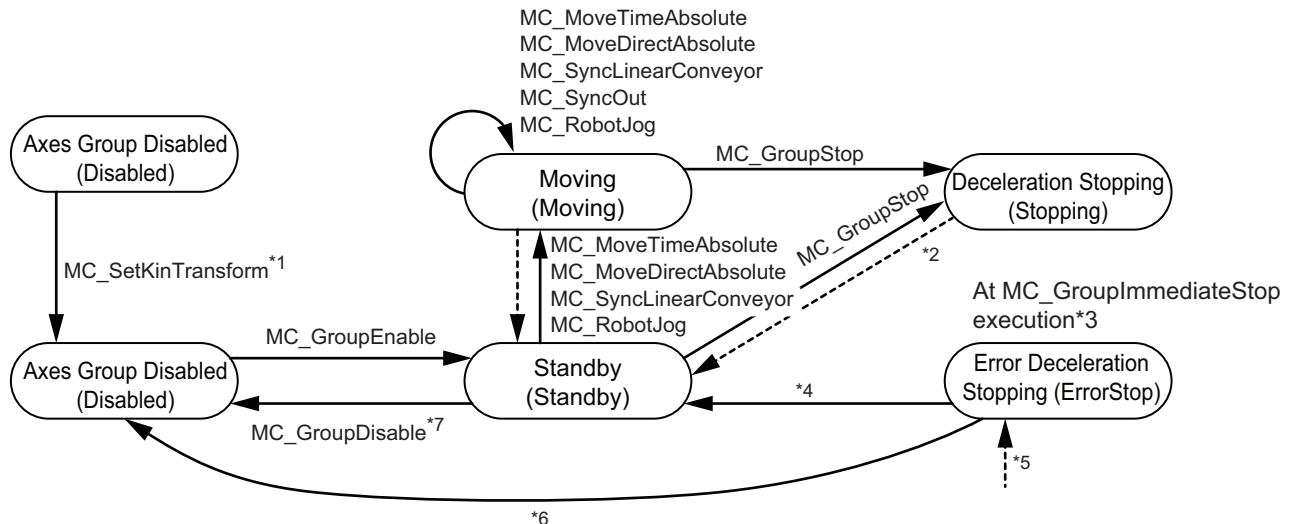 MC_MoveTimeAbsolute
MC_MoveDirectAbsolute
MC_SyncLinearConveyor
MC_SyncOut
MC_RobotJog
Axes Group Disabled
(Disabled)
Moving
(Moving)
MC_GroupStop
Deceleration Stopping
(Stopping)
MC_SetKinTransform*1
MC_MoveTimeAbsolute
MC_MoveDirectAbsolute
MC_SyncLinearConveyor
MC_RobotJog
MC_GroupStop
*2
At MC_GroupImmediateStop
execution*3
Axes Group Disabled
(Disabled)
MC_GroupEnable
Standby
(Standby)
*4
Error Deceleration
Stopping (ErrorStop)
MC_GroupDisable*7
*5
*6